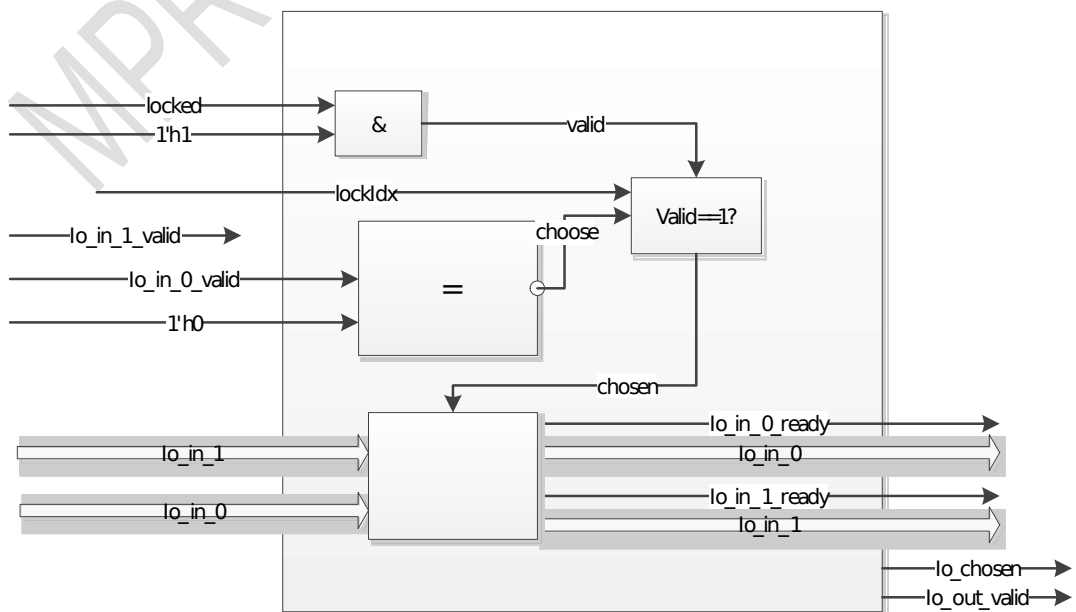 MPR
locked
&
valid
1'h1
lockIdx
Valid==1?
Io_in_1_valid
choose
Io_in_0_valid
=
1'h0
chosen
Io_in_0_ready
Io_in_1
Io_in_0
Io_in_1_ready
Io_in_0
Io_in_1
Io_chosen
Io_out_valid